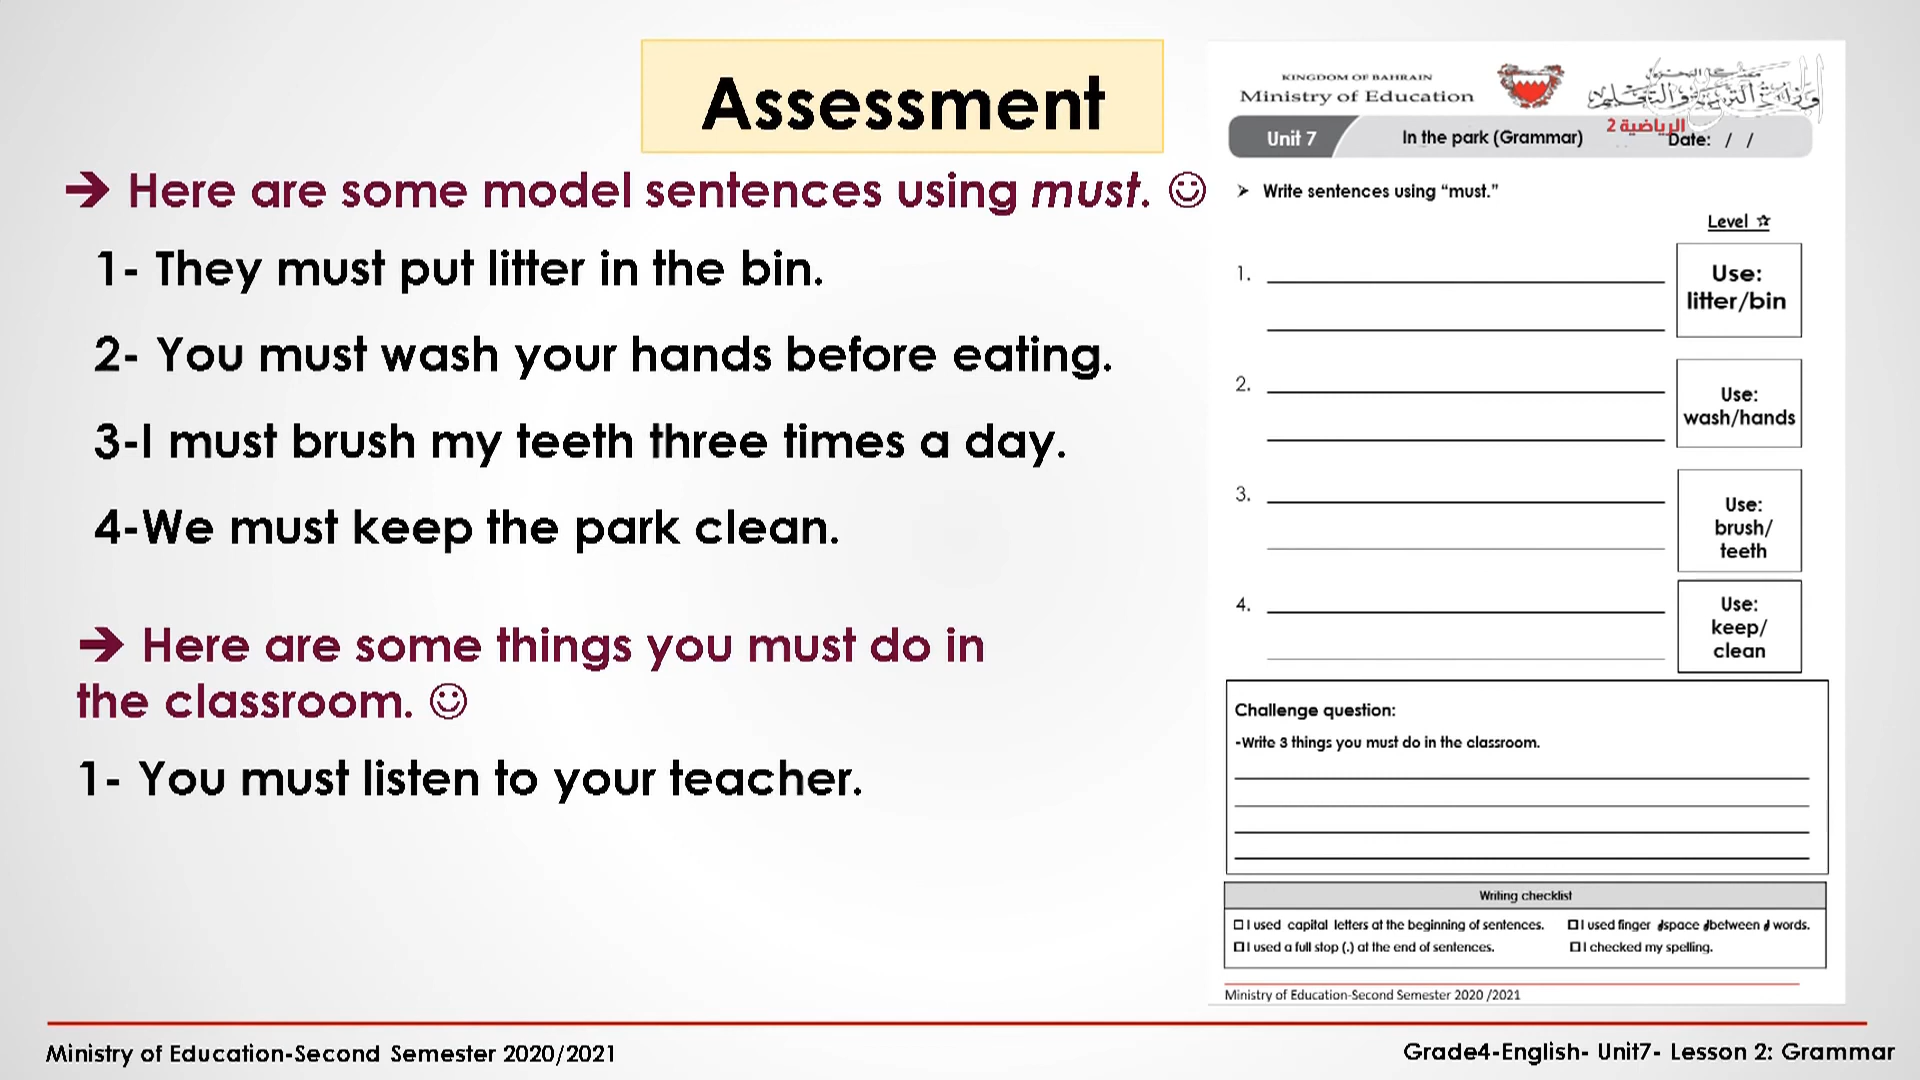 Assessment
➔ Here are some model sentences using must. ☺
1- They must put litter in the bin.
2- You must wash your hands before eating.
3-I must brush my teeth three times a day.
4-We must keep the park clean.
➔ Here are some things you must do in
the classroom. ☺
1- You must listen to your teacher.
KINGDOM OF BAHRAIN
Ministry of Education
الرياضية 2
Unit 7
In the park (Grammar)
Date: / /
➢ Write sentences using “must.”
Level ☆
1.
Use:
litter/bin
2.
Use:
wash/hands
3.
Use:
brush/
teeth
4.
Use:
keep/
clean
Challenge question:
-Write 3 things you must do in the classroom.
Writing checklist
☐ I used capital letters at the beginning of sentences.
☐ I used finger space between words.
☐ I used a full stop (.) at the end of sentences.
☐ I checked my spelling.
Ministry of Education-Second Semester 2020 /2021
Ministry of Education-Second Semester 2020/2021
Grade4-English- Unit7- Lesson 2: Grammar